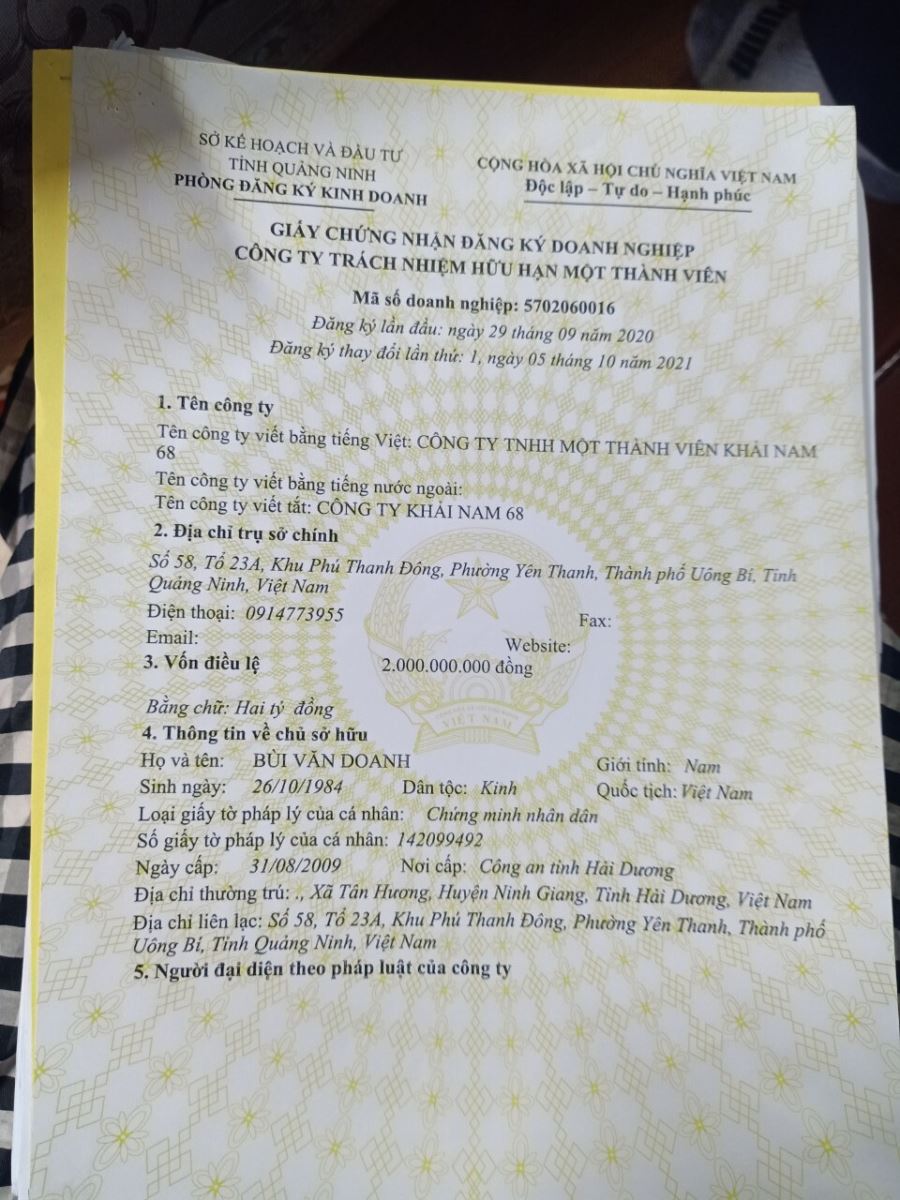 SỞ KẾ HOẠCH VÀ ĐẦU TƯ
TỈNH QUẢNG NINH
PHÒNG ĐĂNG KÝ KINH DOANH
CỘNG HÒA XÃ HỘI CHỦ NGHĨA VIỆT NAM
Độc lập – Tự do – Hạnh phúc
GIẤY CHỨNG NHẬN ĐĂNG KÝ DOANH NGHIỆP
CÔNG TY TRÁCH NHIỆM HỮU HẠN MỘT THÀNH VIÊN
Mã số doanh nghiệp: 5702060016
Đăng ký lần đầu: ngày 29 tháng 09 năm 2020
Đăng ký thay đổi lần thứ: 1, ngày 05 tháng 10 năm 2021
1. Tên công ty
Tên công ty viết bằng tiếng Việt: CÔNG TY TNHH MỘT THÀNH VIÊN KHẢI NAM
68
Tên công ty viết bằng tiếng nước ngoài:
Tên công ty viết tắt: CÔNG TY KHẢI NAM 68
2. Địa chỉ trụ sở chính
Số 58, Tổ 23A, Khu Phú Thanh Đông, Phường Yên Thanh, Thành phố Uông Bí, Tỉnh
Quảng Ninh, Việt Nam
Điện thoại: 0914773955 Fax:
Email: Website:
3. Vốn điều lệ 2.000.000.000 đồng
Bằng chữ: Hai tỷ đồng
4. Thông tin về chủ sở hữu
Họ và tên: BÙI VĂN DOANH Giới tính: Nam
Sinh ngày: 26/10/1984 Dân tộc: Kinh Quốc tịch: Việt Nam
Loại giấy tờ pháp lý của cá nhân: Chứng minh nhân dân
Số giấy tờ pháp lý của cá nhân: 142099492
Ngày cấp: 31/08/2009 Nơi cấp: Công an tỉnh Hải Dương
Địa chỉ thường trú: ., Xã Tân Hương, Huyện Ninh Giang, Tỉnh Hải Dương, Việt Nam
Địa chỉ liên lạc: Số 58, Tổ 23A, Khu Phú Thanh Đông, Phường Yên Thanh, Thành phố
Uông Bí, Tỉnh Quảng Ninh, Việt Nam
5. Người đại diện theo pháp luật của công ty
VIỆT NAM